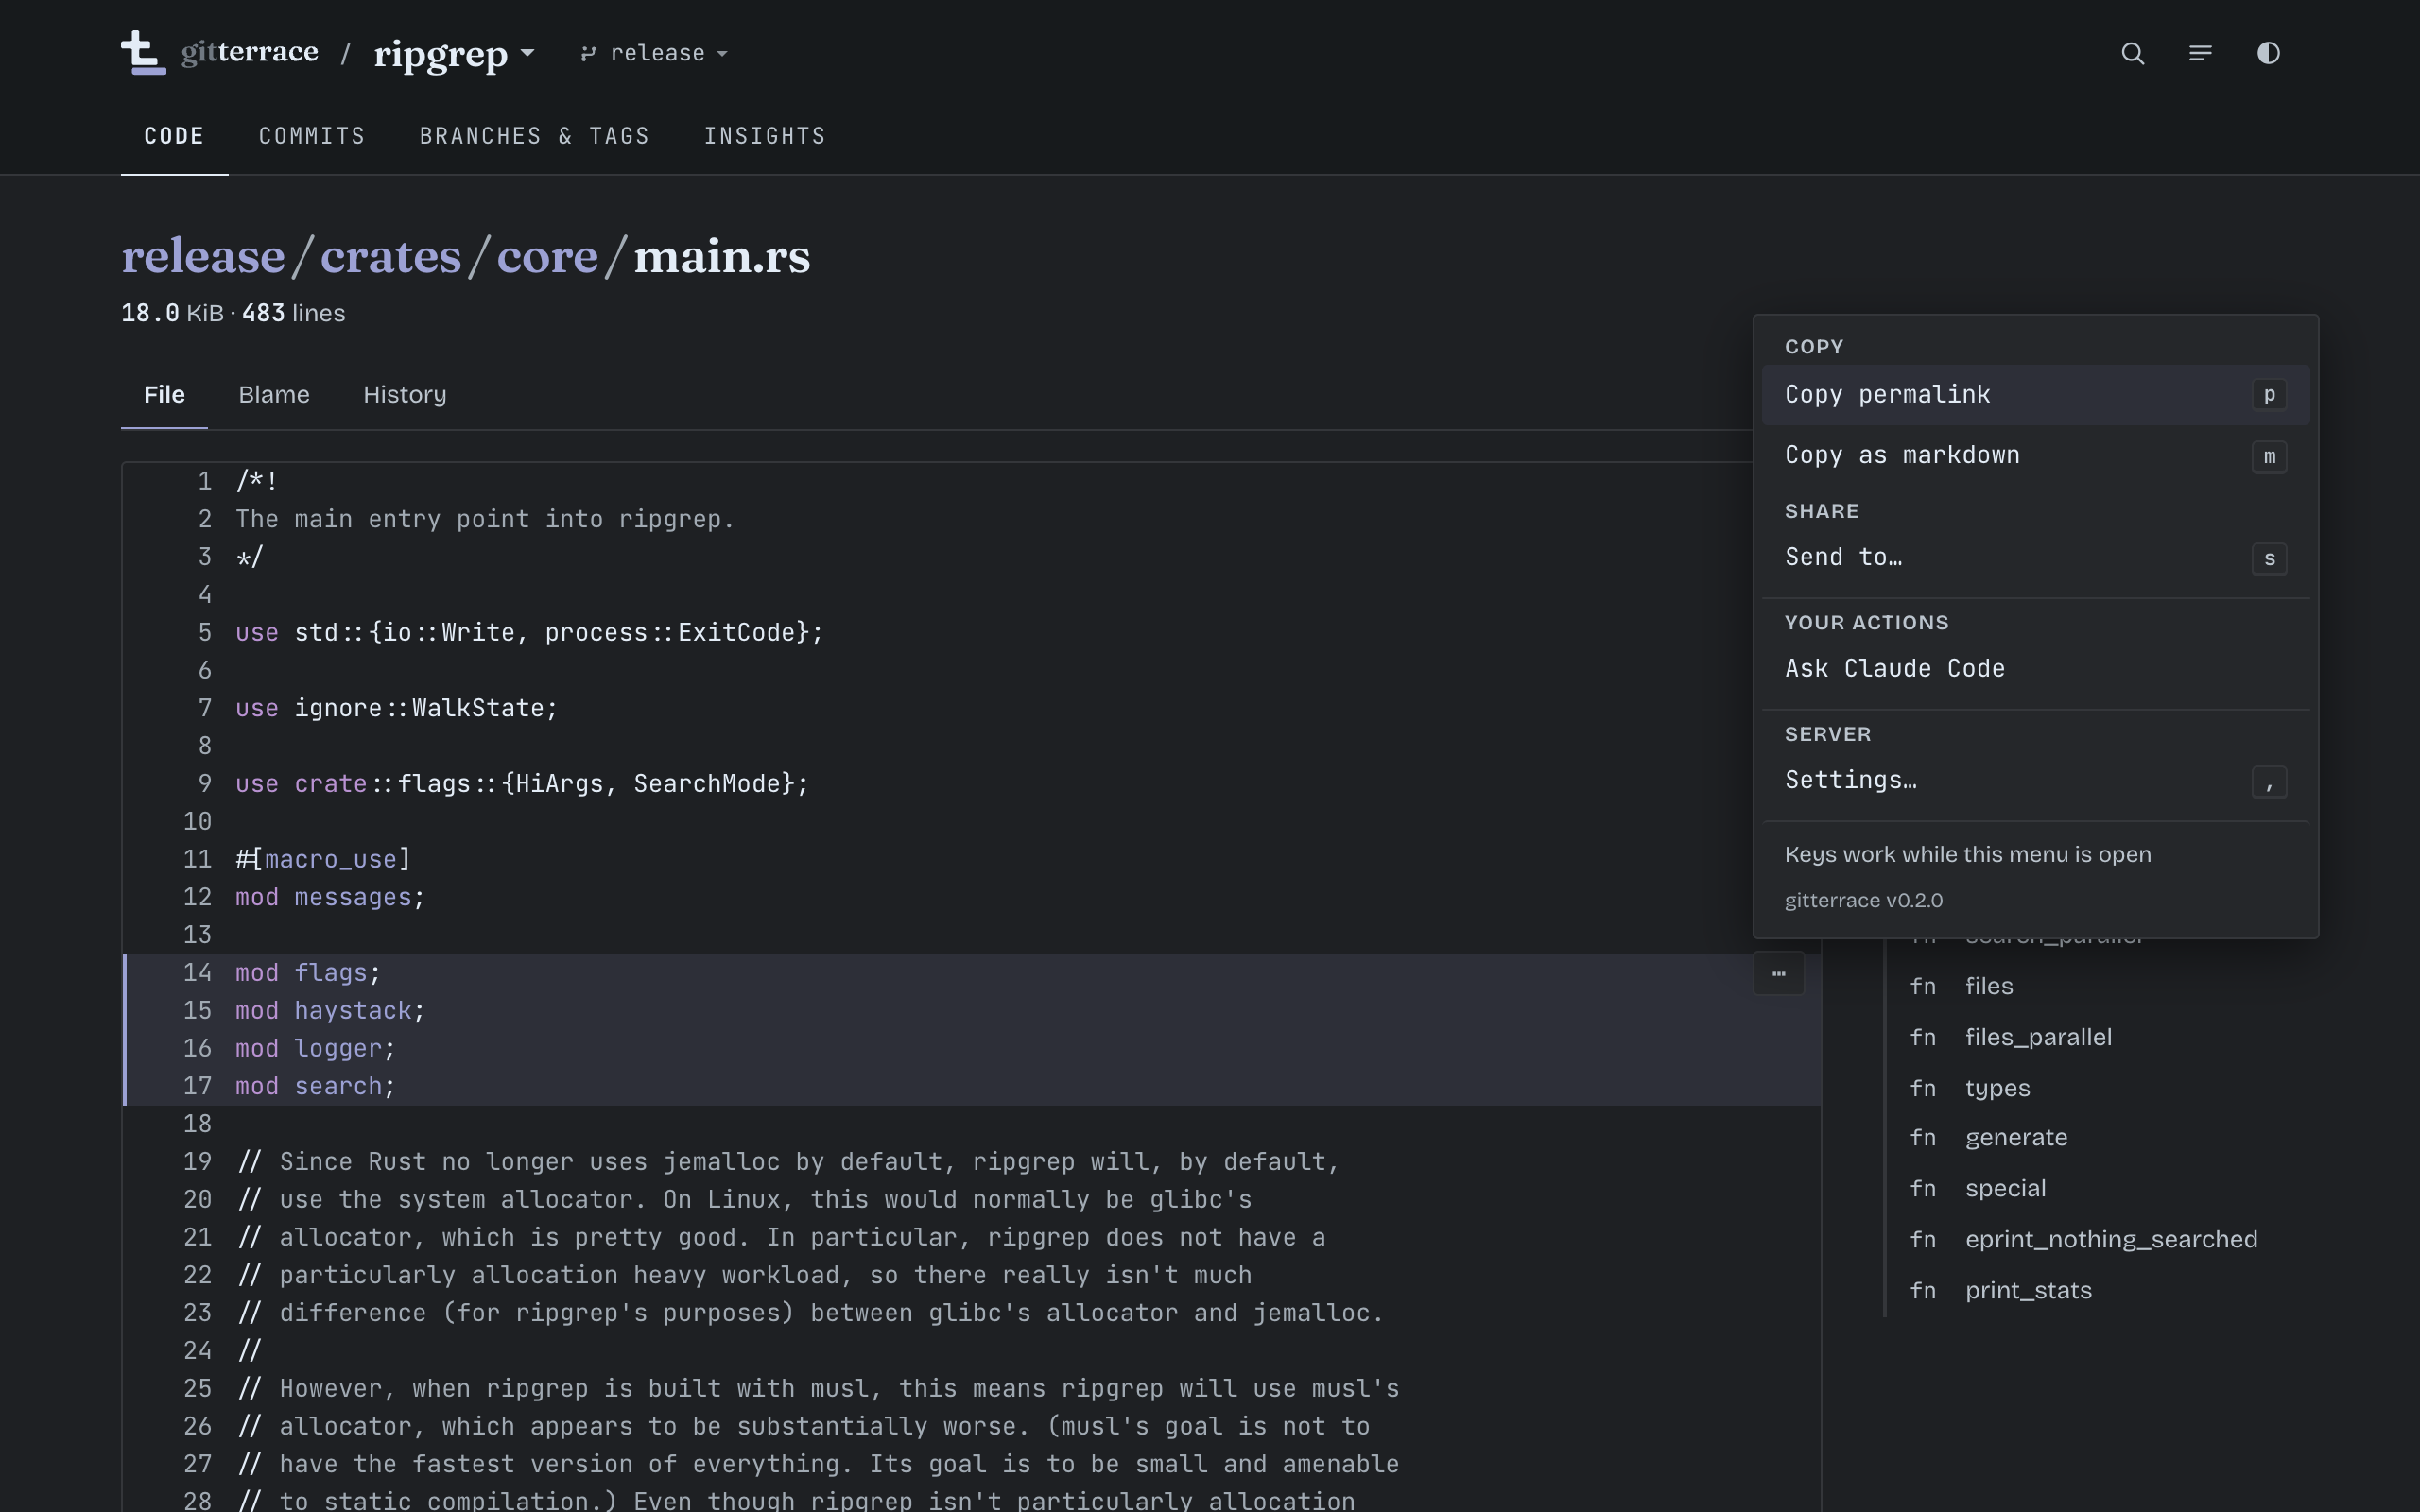 gitterrace / ripgrep release
CODE COMMITS BRANCHES & TAGS INSIGHTS
release/crates/core/main.rs
18.0 KiB · 483 lines
File Blame History
1 /*!
2 The main entry point into ripgrep.
3 */
4
5 use std::{io::Write, process::ExitCode};
6
7 use ignore::WalkState;
8
9 use crate::flags::{HiArgs, SearchMode};
10
11 #[macro_use]
12 mod messages;
13
14 mod flags;
15 mod haystack;
16 mod logger;
17 mod search;
18
19 // Since Rust no longer uses jemalloc by default, ripgrep will, by default,
20 // use the system allocator. On Linux, this would normally be glibc's
21 // allocator, which is pretty good. In particular, ripgrep does not have a
22 // particularly allocation heavy workload, so there really isn't much
23 // difference (for ripgrep's purposes) between glibc's allocator and jemalloc.
24 //
25 // However, when ripgrep is built with musl, this means ripgrep will use musl's
26 // allocator, which appears to be substantially worse. (musl's goal is not to
27 // have the fastest version of everything. Its goal is to be small and amenable
28 // to static compilation.) Even though ripgrep isn't particularly allocation
COPY
Copy permalink p
Copy as markdown m
SHARE
Send to… s
YOUR ACTIONS
Ask Claude Code
SERVER
Settings… ,
Keys work while this menu is open
gitterrace v0.2.0
fn search_parallel
fn files
fn files_parallel
fn types
fn generate
fn special
fn eprint_nothing_searched
fn print_stats